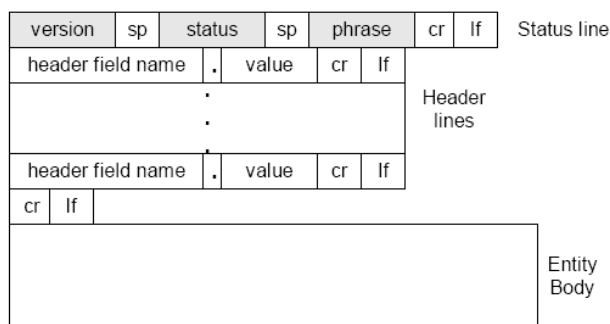 version sp status sp phrase cr lf Status line
header field name . value cr lf
.
.
.
Header
lines
header field name . value cr lf
cr lf
Entity
Body